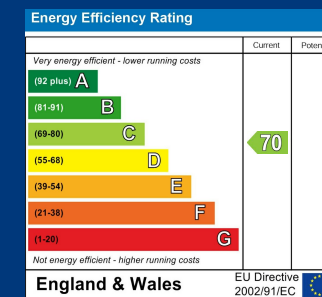 Energy Efficiency Rating
Current Poten
Very energy efficient - lower running costs
(92 plus) A
(81-91) B
(69-80) C
70
(55-68) D
(39-54) E
(21-38) F
(1-20) G
Not energy efficient - higher running costs
England & Wales
EU Directive
2002/91/EC